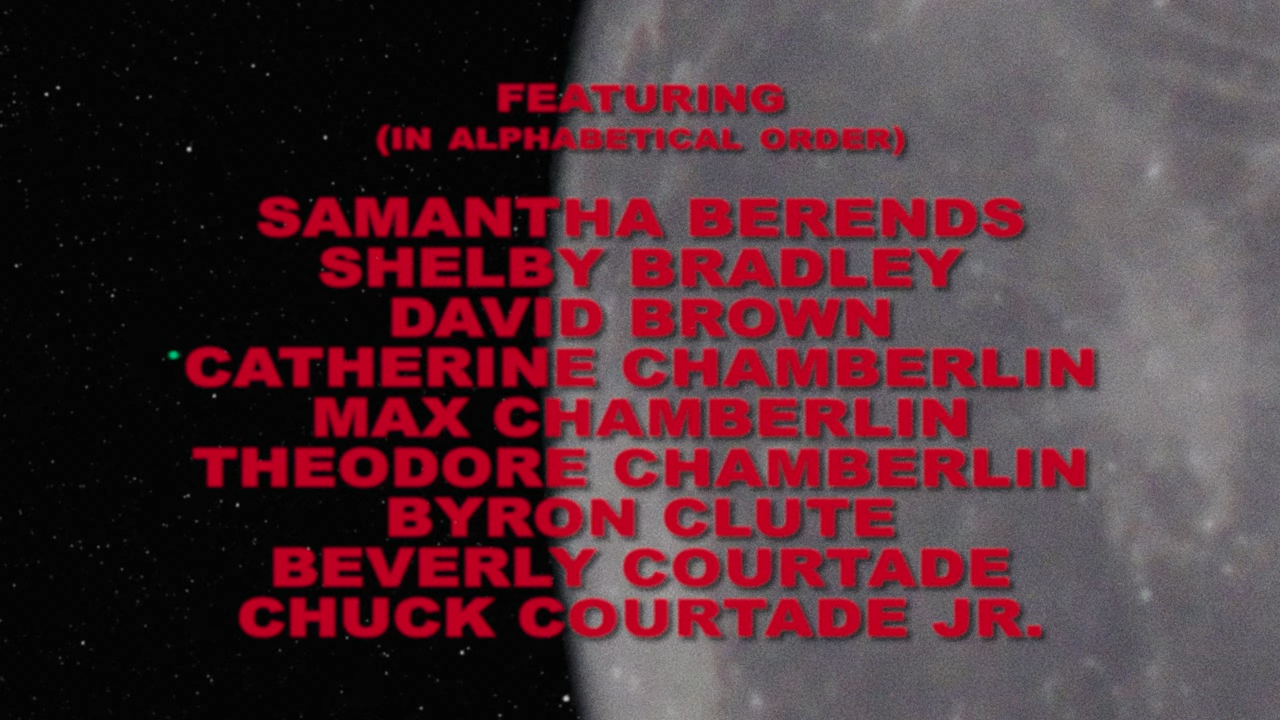 FEATURING
(IN ALPHABETICAL ORDER)
SAMANTHA BERENDS
SHELBY BRADLEY
DAVID BROWN
CATHERINE CHAMBERLIN
MAX CHAMBERLIN
THEODORE CHAMBERLIN
BYRON CLUTE
BEVERLY COURTADE
CHUCK COURTADE JR.